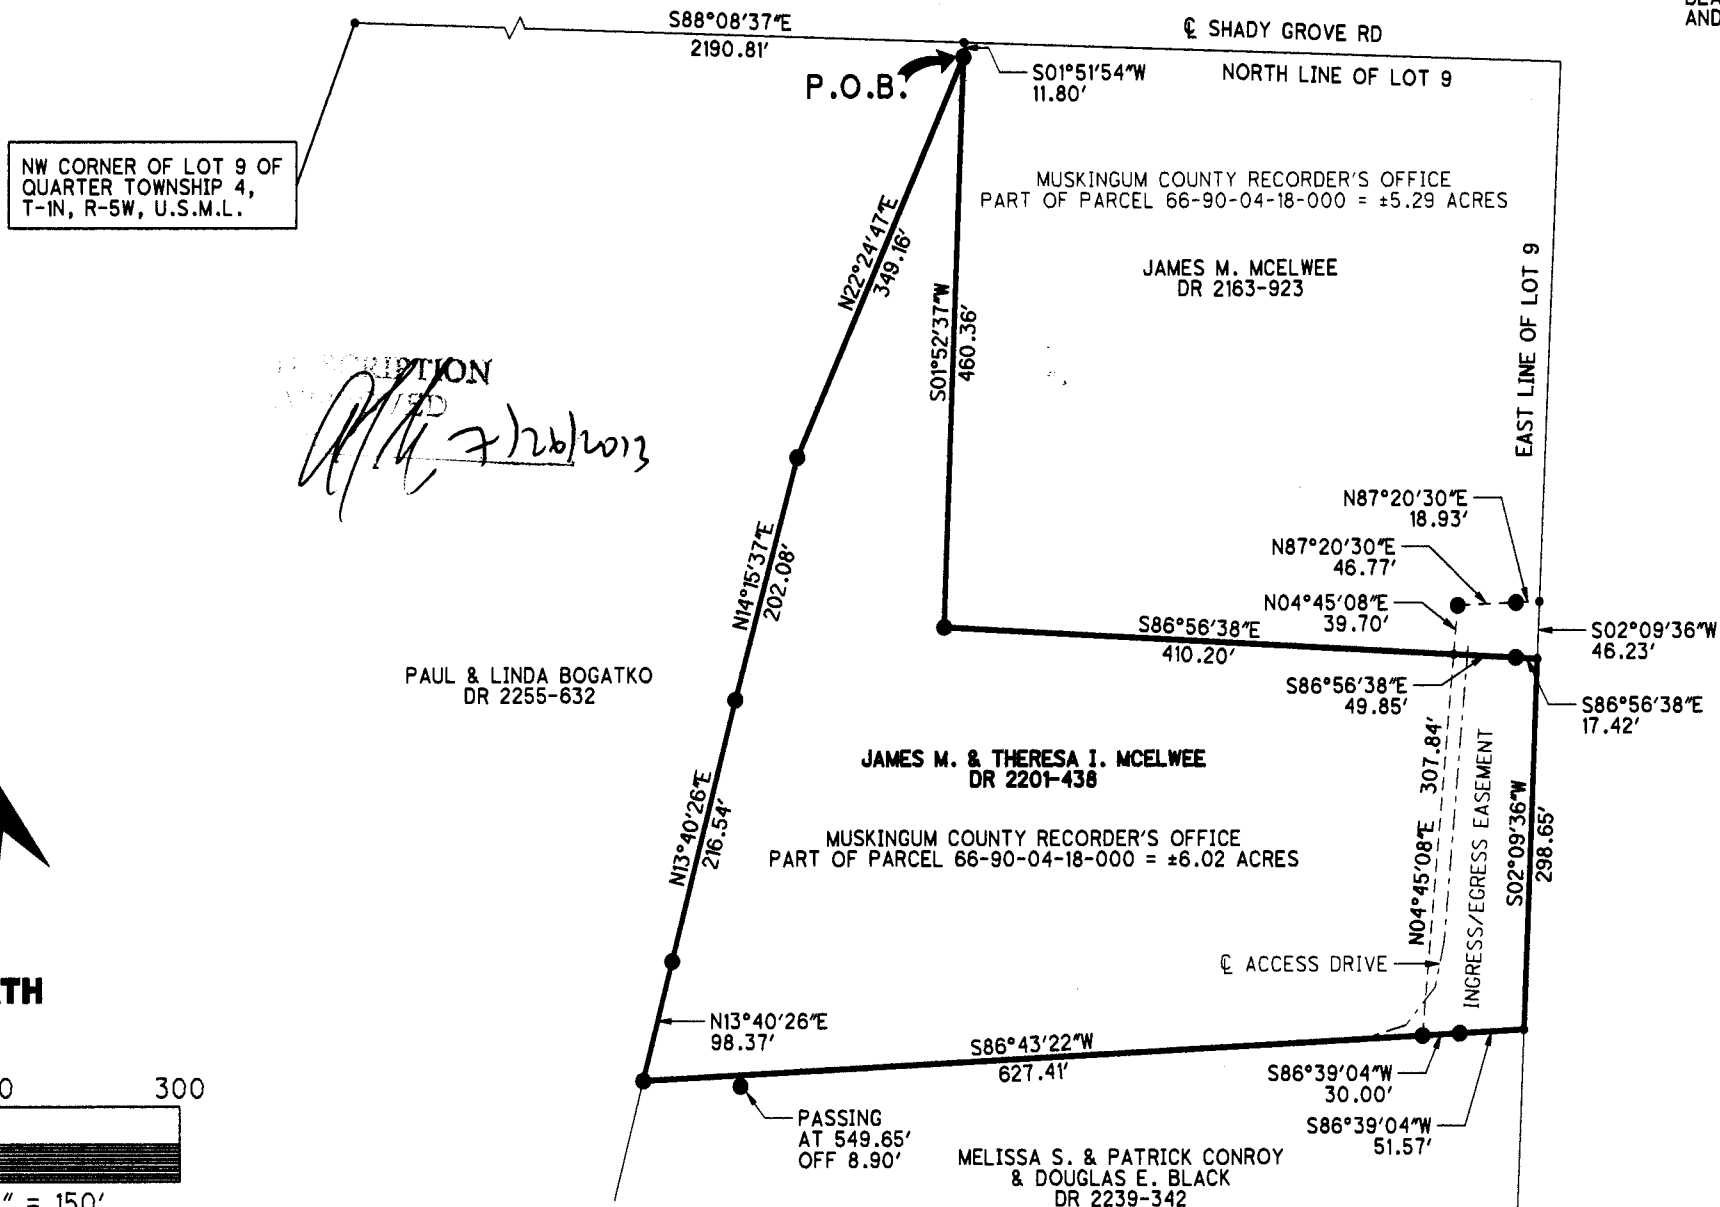 S88°08'37"E
2190.81'
℄ SHADY GROVE RD
AND
P.O.B.
S01°51'54"W
11.80'
NORTH LINE OF LOT 9
NW CORNER OF LOT 9 OF
QUARTER TOWNSHIP 4,
T-1N, R-5W, U.S.M.L.
MUSKINGUM COUNTY RECORDER'S OFFICE
PART OF PARCEL 66-90-04-18-000 = ±5.29 ACRES
JAMES M. MCELWEE
DR 2163-923
N22°24'47"E
349.16'
S01°52'37"W
460.36'
EAST LINE OF LOT 9
7/26/2013
N87°20'30"E
18.93'
N87°20'30"E
46.77'
N04°45'08"E
39.70'
N14°15'37"E
202.08'
S86°56'38"E
410.20'
S02°09'36"W
46.23'
S86°56'38"E
49.85'
S86°56'38"E
17.42'
PAUL & LINDA BOGATKO
DR 2255-632
JAMES M. & THERESA I. MCELWEE
DR 2201-438
N13°40'26"E
216.54'
MUSKINGUM COUNTY RECORDER'S OFFICE
PART OF PARCEL 66-90-04-18-000 = ±6.02 ACRES
N04°45'08"E 307.84'
INGRESS/EGRESS EASEMENT
S02°09'36"W
298.65'
℄ ACCESS DRIVE
TH
N13°40'26"E
98.37'
S86°43'22"W
627.41'
S86°39'04"W
30.00'
S86°39'04"W
51.57'
300
PASSING
AT 549.65'
OFF 8.90'
MELISSA S. & PATRICK CONROY
& DOUGLAS E. BLACK
DR 2239-342
" = 150'